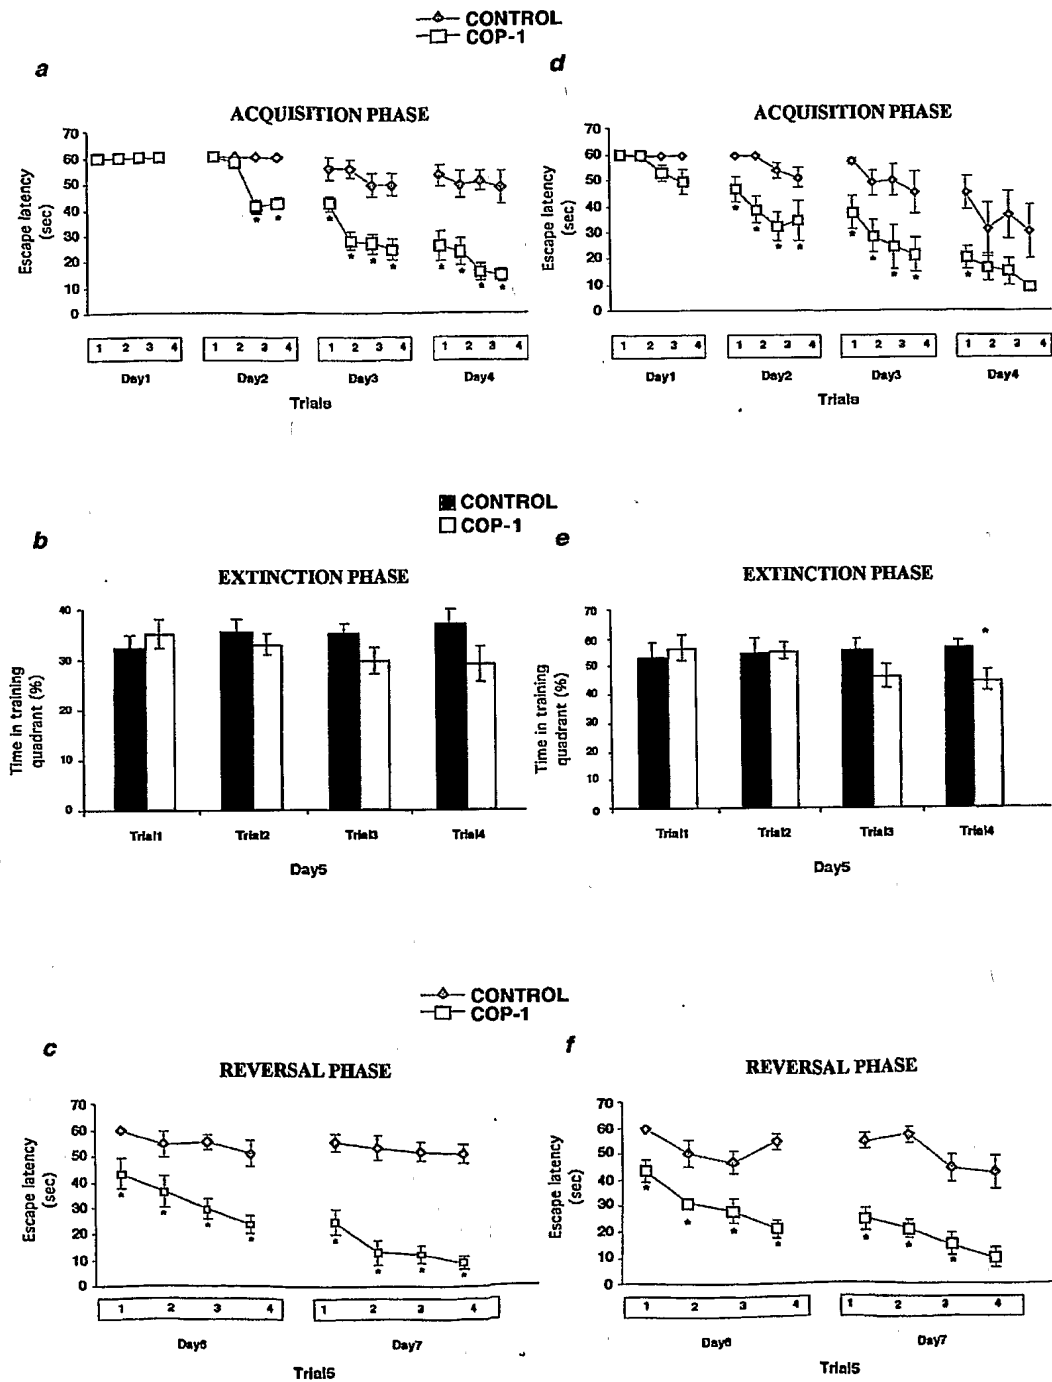 CONTROL
COP-1
a
ACQUISITION PHASE
Escape latency
(sec)
70
60
50
40
30
20
10
0
1 2 3 4
1 2 3 4
1 2 3 4
1 2 3 4
Day1
Day2
Day3
Day4
Trials
* *
* * * *
* * * *
d
ACQUISITION PHASE
Escape latency
(sec)
70
60
50
40
30
20
10
0
1 2 3 4
1 2 3 4
1 2 3 4
1 2 3 4
Day1
Day2
Day3
Day4
Trials
* * * *
* * * *
*
CONTROL
COP-1
b
EXTINCTION PHASE
Time in training
quadrant (%)
40
30
20
10
0
Trial1
Trial2
Trial3
Trial4
Day5
e
EXTINCTION PHASE
Time in training
quadrant (%)
70
60
50
40
30
20
10
0
*
Trial1
Trial2
Trial3
Trial4
Day5
CONTROL
COP-1
c
REVERSAL PHASE
Escape latency
(sec)
70
60
50
40
30
20
10
0
* * * *
* * * *
1 2 3 4
1 2 3 4
Day6
Day7
Trial5
f
REVERSAL PHASE
Escape latency
(sec)
70
60
50
40
30
20
10
0
* * * *
* * *
1 2 3 4
1 2 3 4
Day6
Day7
Trial5